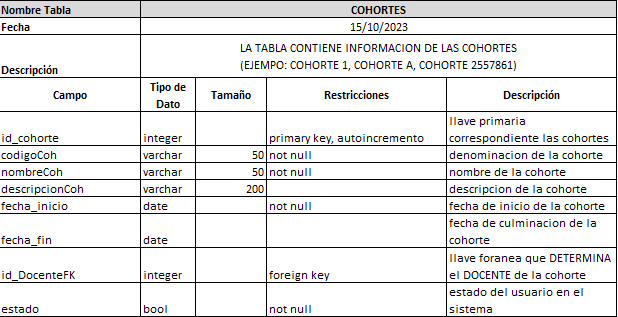 Nombre Tabla COHORTES
Fecha 15/10/2023
LA TABLA CONTIENE INFORMACION DE LAS COHORTES
Descripción (EJEMPO: COHORTE 1, COHORTE A, COHORTE 2557861)
Campo Tipo de Dato Tamaño Restricciones Descripción
id_cohorte integer primary key, autoincremento llave primaria
correspondiente las cohortes
codigoCoh varchar 50 not null denominacion de la cohorte
nombreCoh varchar 50 not null nombre de la cohorte
descripcionCoh varchar 200 descripcion de la cohorte
fecha_inicio date not null fecha de inicio de la cohorte
fecha_fin date fecha de culminacion de la
cohorte
id_DocenteFK integer foreign key llave foranea que DETERMINA
el DOCENTE de la cohorte
estado bool not null estado del usuario en el
sistema